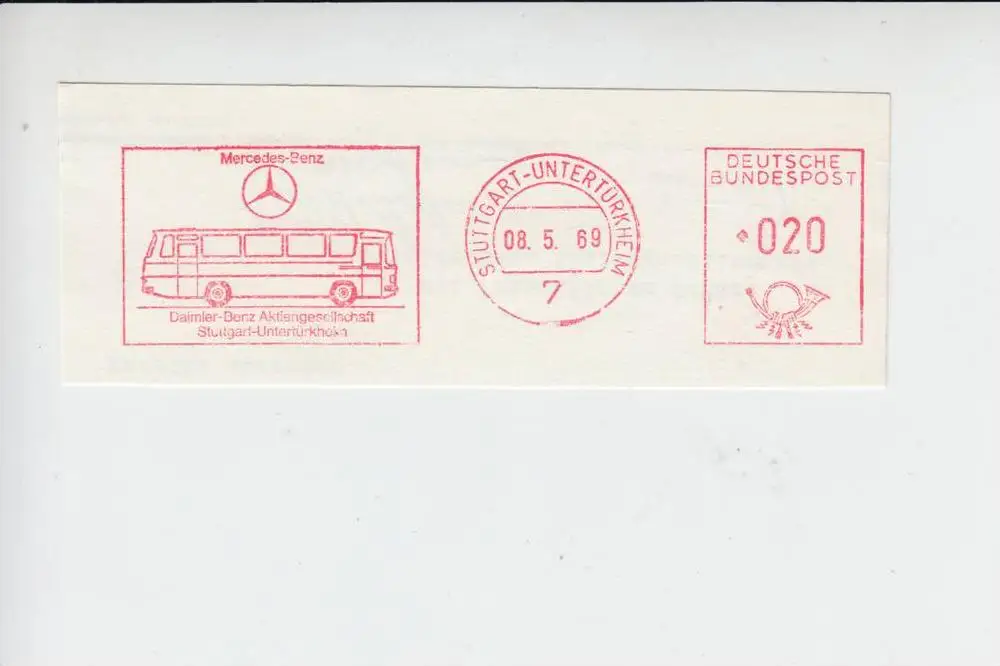 Mercedes-Benz
Daimler-Benz Aktiengesellschaft
Stuttgart-Untertürkheim
STUTTGART-UNTERTÜRKHEIM
08. 5. 69
7
DEUTSCHE
BUNDESPOST
020